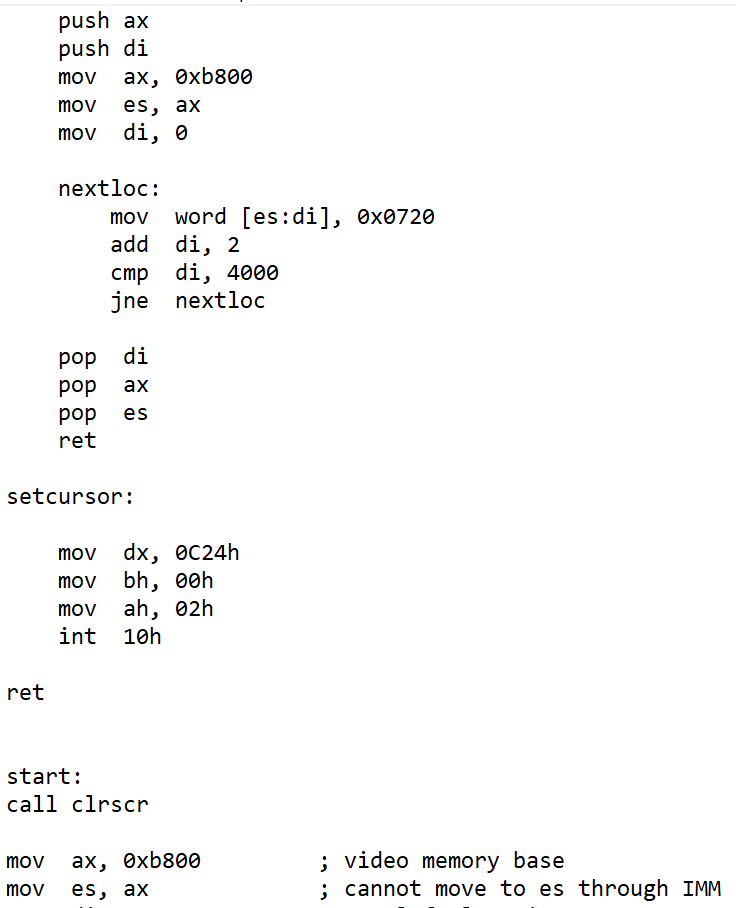 push ax
push di
mov ax, 0xb800
mov es, ax
mov di, 0
nextloc:
mov word [es:di], 0x0720
add di, 2
cmp di, 4000
jne nextloc
pop di
pop ax
pop es
ret
setcursor:
mov dx, 0C24h
mov bh, 00h
mov ah, 02h
int 10h
ret
start:
call clrscr
mov ax, 0xb800 ; video memory base
mov es, ax ; cannot move to es through IMM